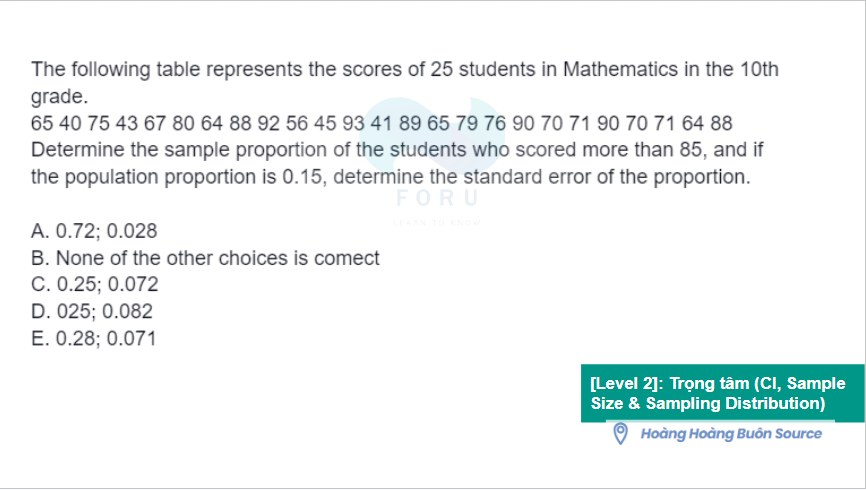 The following table represents the scores of 25 students in Mathematics in the 10th
grade.
65 40 75 43 67 80 64 88 92 56 45 93 41 89 65 79 76 90 70 71 90 70 71 64 88
Determine the sample proportion of the students who scored more than 85, and if
the population proportion is 0.15, determine the standard error of the proportion.
FORU
A. 0.72; 0.028
B. None of the other choices is comect
C. 0.25; 0.072
D. 025; 0.082
E. 0.28; 0.071
[Level 2]: Trọng tâm (CI, Sample
Size & Sampling Distribution)
Hoàng Hoàng Buôn Source